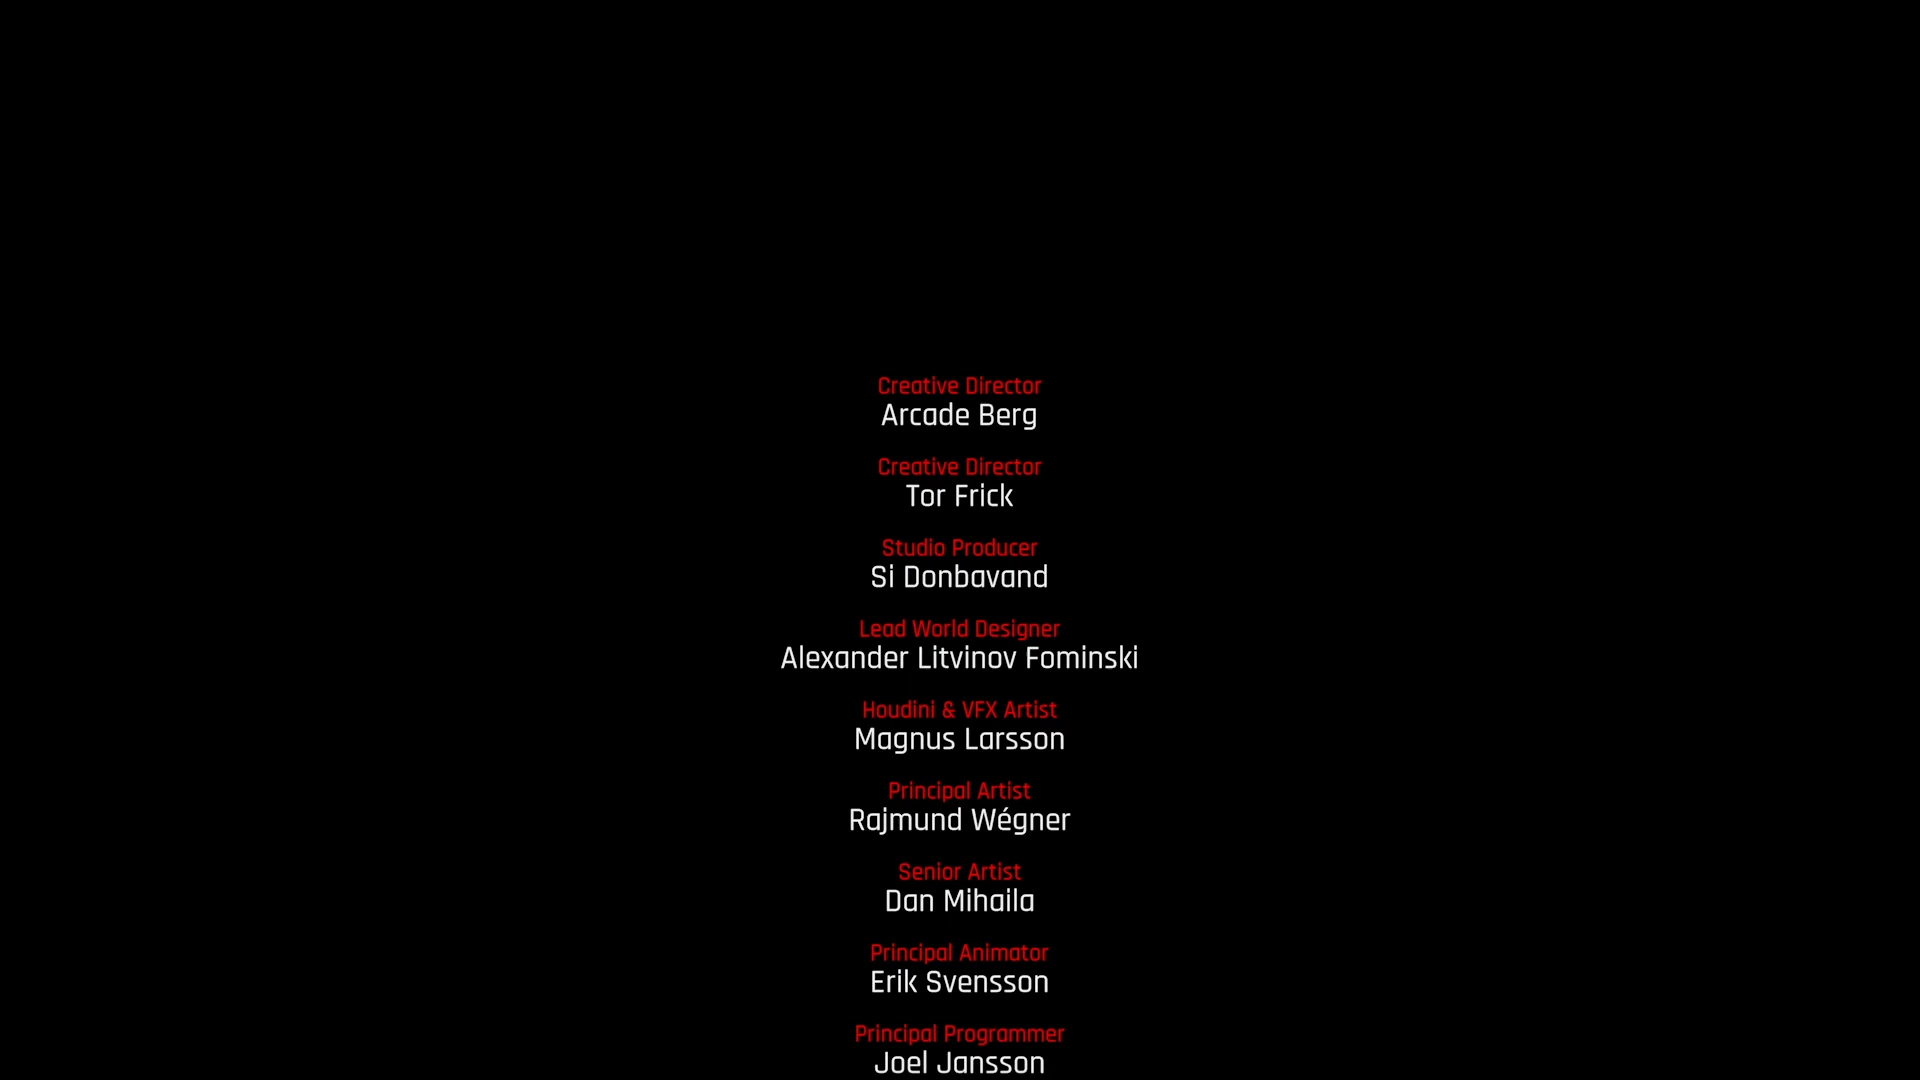 Creative Director
Arcade Berg
Creative Director
Tor Frick
Studio Producer
Si Donbavand
Lead World Designer
Alexander Litvinov Fominski
Houdini & VFX Artist
Magnus Larsson
Principal Artist
Rajmund Wégner
Senior Artist
Dan Mihaila
Principal Animator
Erik Svensson
Principal Programmer
Joel Jansson